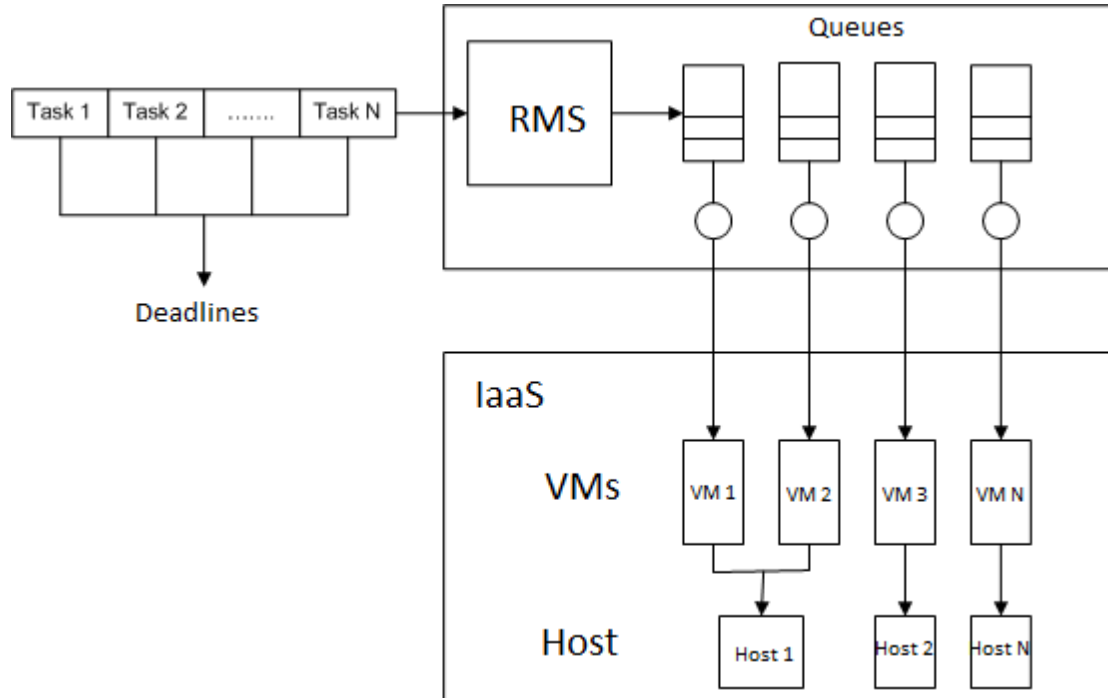 Queues
RMS
Task 1 Task 2 ....... Task N
Deadlines
IaaS
VMs VM 1 VM 2 VM 3 VM N
Host Host 1 Host 2 Host N